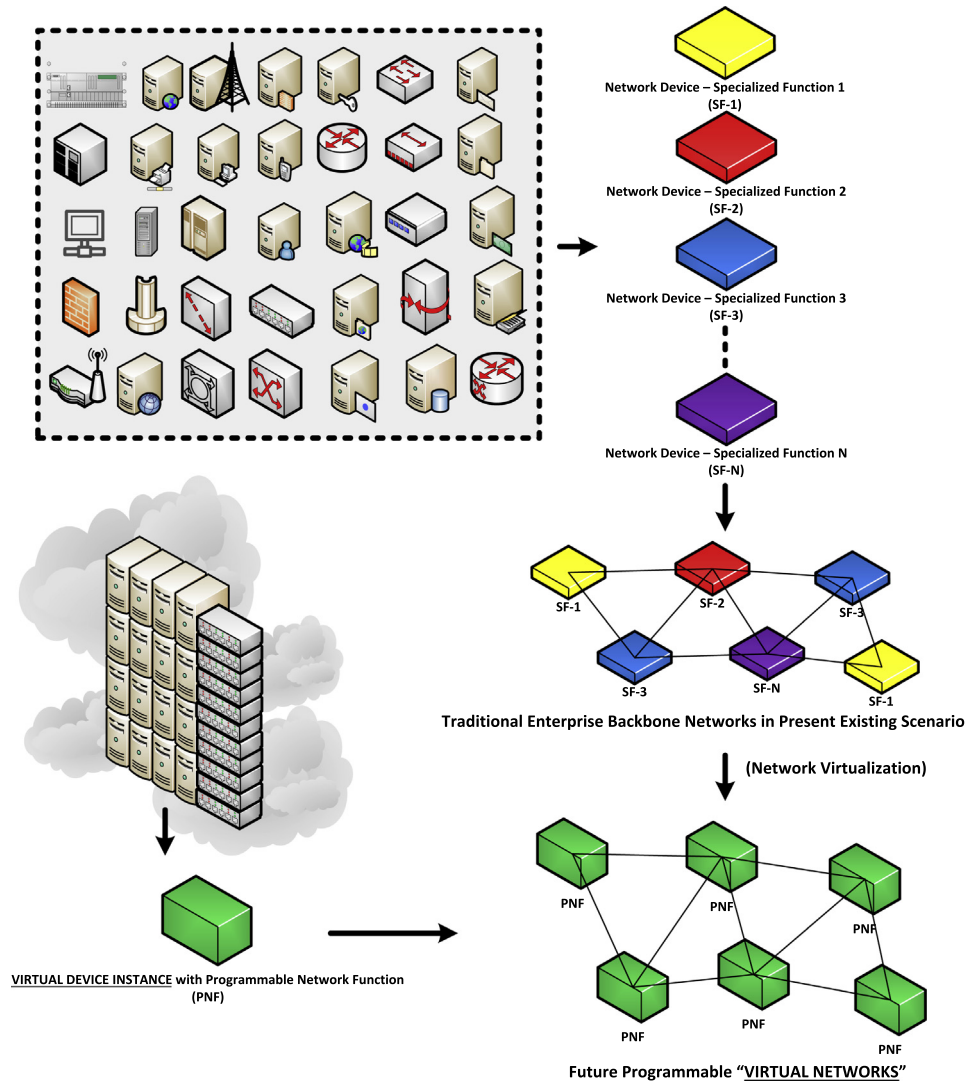 Network Device – Specialized Function 1
(SF-1)
Network Device – Specialized Function 2
(SF-2)
Network Device – Specialized Function 3
(SF-3)
Network Device – Specialized Function N
(SF-N)
SF-1
SF-2
SF-3
SF-3
SF-N
SF-1
Traditional Enterprise Backbone Networks in Present Existing Scenario
(Network Virtualization)
PNF
PNF
PNF
PNF
PNF
PNF
VIRTUAL DEVICE INSTANCE with Programmable Network Function
(PNF)
Future Programmable “VIRTUAL NETWORKS”